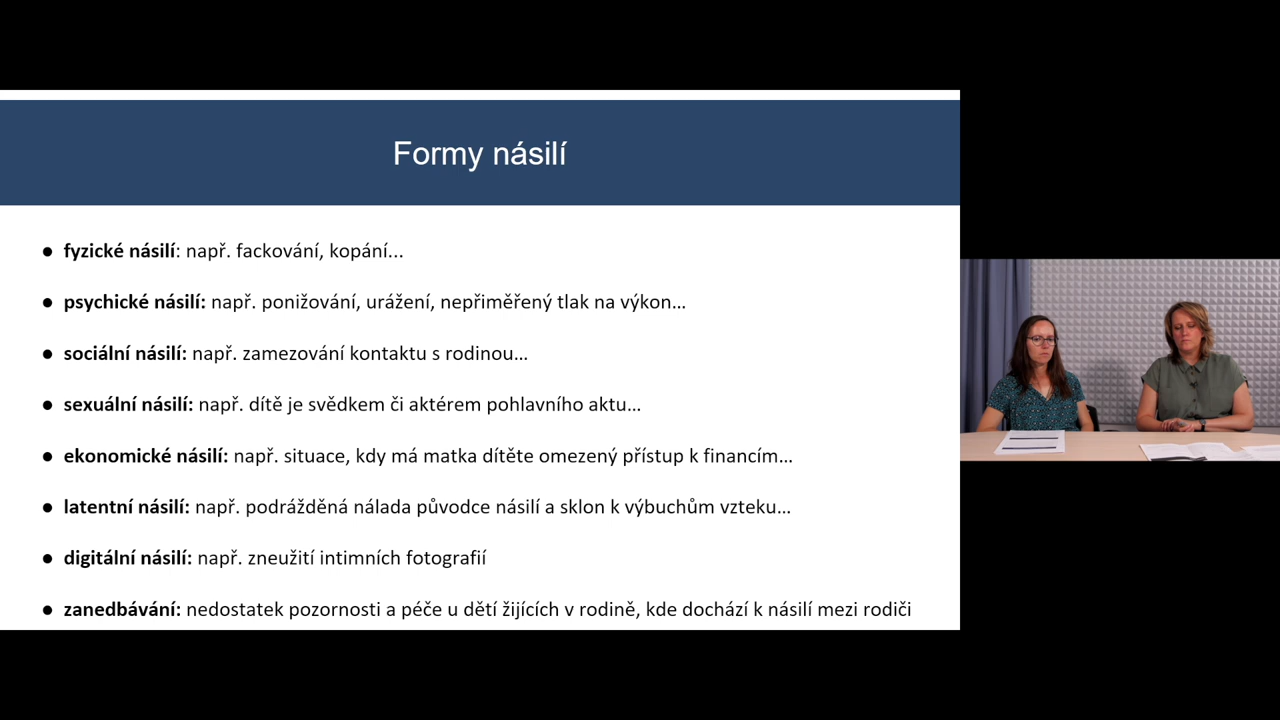 Formy násilí
● fyzické násilí: např. fackování, kopání...
● psychické násilí: např. ponižování, urážení, nepřiměřený tlak na výkon…
● sociální násilí: např. zamezování kontaktu s rodinou…
● sexuální násilí: např. dítě je svědkem či aktérem pohlavního aktu…
● ekonomické násilí: např. situace, kdy má matka dítěte omezený přístup k financím…
● latentní násilí: např. podrážděná nálada původce násilí a sklon k výbuchům vzteku…
● digitální násilí: např. zneužití intimních fotografií
● zanedbávání: nedostatek pozornosti a péče u dětí žijících v rodině, kde dochází k násilí mezi rodiči